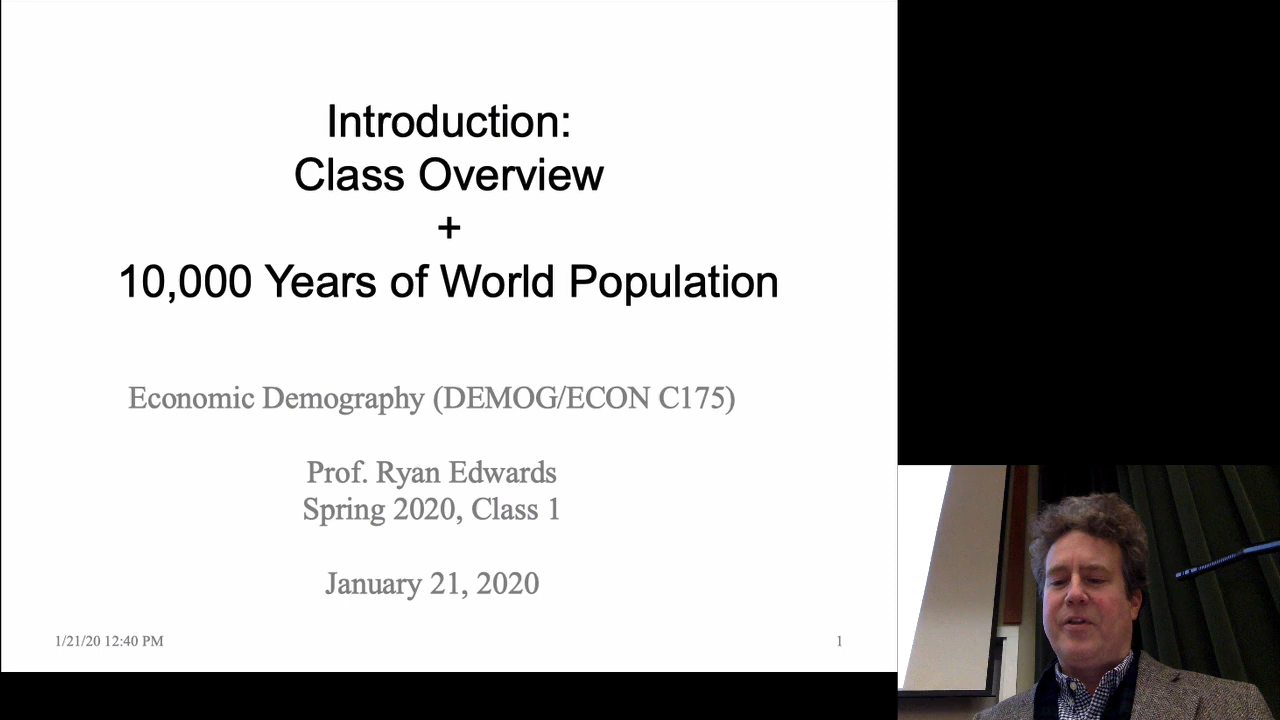 Introduction:
Class Overview
+
10,000 Years of World Population
Economic Demography (DEMOG/ECON C175)
Prof. Ryan Edwards
Spring 2020, Class 1
January 21, 2020
1/21/20 12:40 PM
1